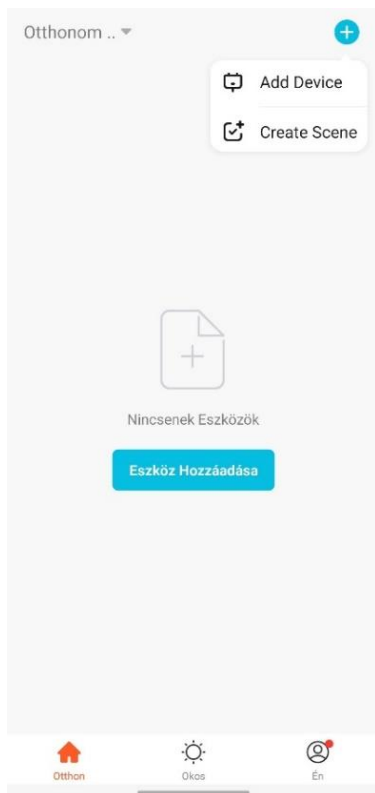 Otthonom ..
Add Device
Create Scene
Nincsenek Eszközök
Eszköz Hozzáadása
Otthon
Okos
Én